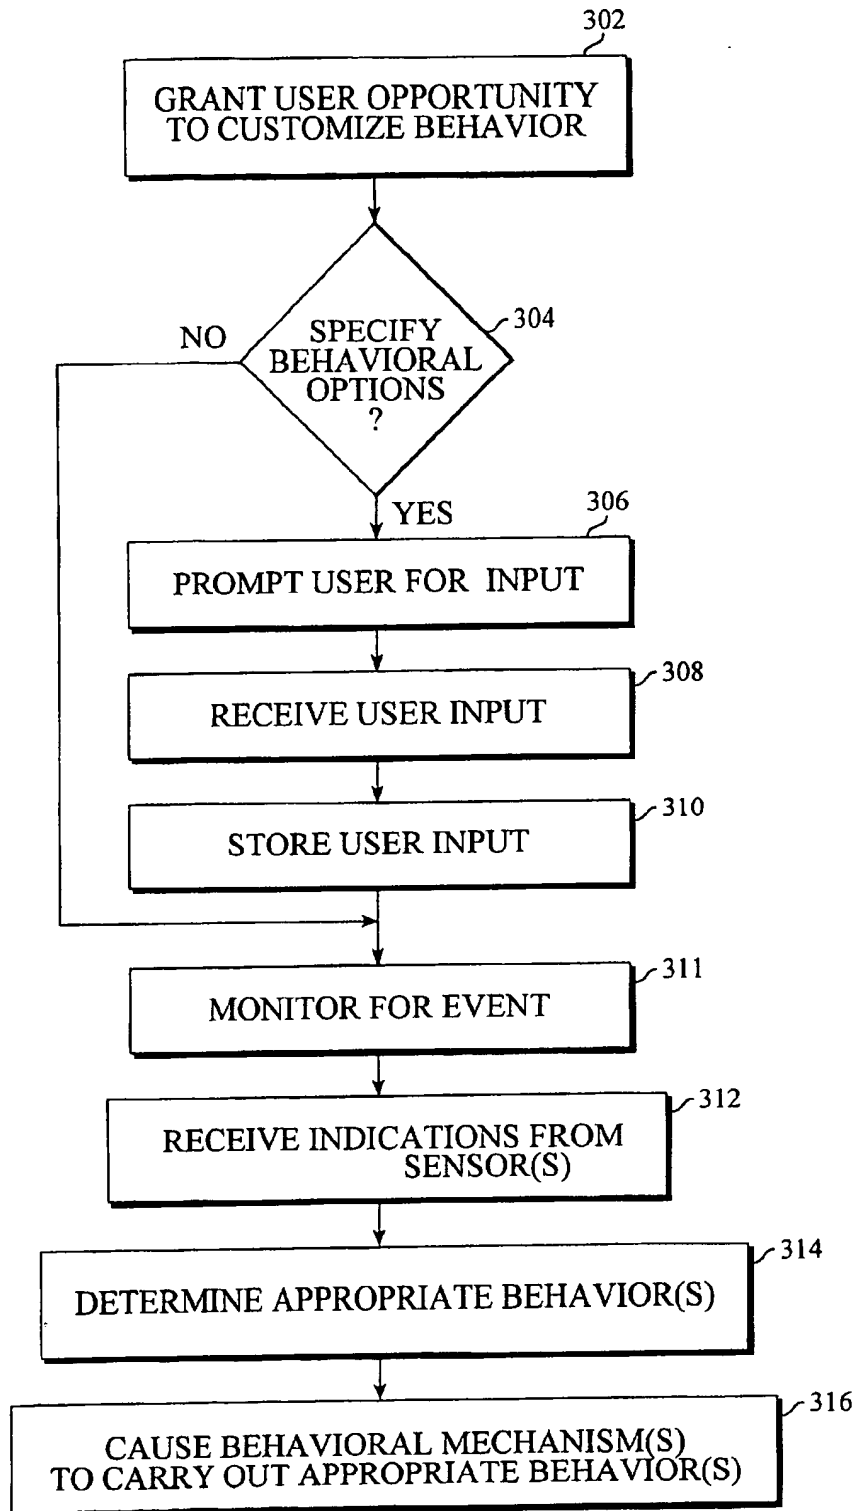 302
GRANT USER OPPORTUNITY
TO CUSTOMIZE BEHAVIOR
304
NO
SPECIFY
BEHAVIORAL
OPTIONS
?
YES
306
PROMPT USER FOR INPUT
308
RECEIVE USER INPUT
310
STORE USER INPUT
311
MONITOR FOR EVENT
312
RECEIVE INDICATIONS FROM
SENSOR(S)
314
DETERMINE APPROPRIATE BEHAVIOR(S)
316
CAUSE BEHAVIORAL MECHANISM(S)
TO CARRY OUT APPROPRIATE BEHAVIOR(S)